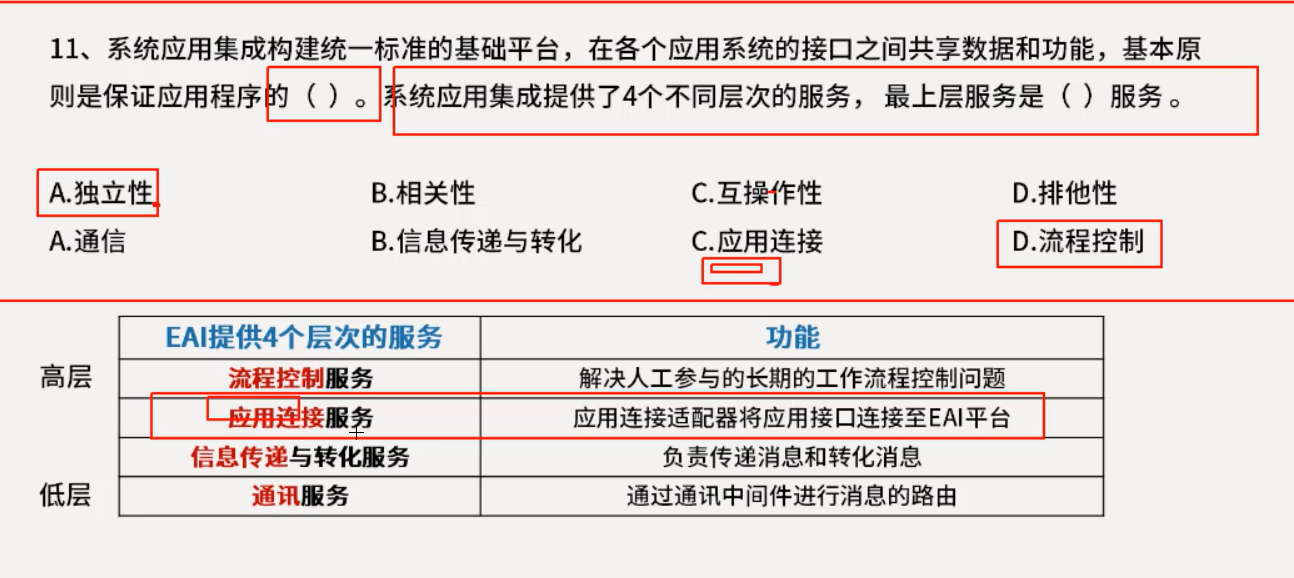 11、系统应用集成构建统一标准的基础平台，在各个应用系统的接口之间共享数据和功能，基本原
则是保证应用程序的（ ）。系统应用集成提供了4个不同层次的服务， 最上层服务是（ ）服务 。
A.独立性 B.相关性 C.互操作性 D.排他性
A.通信 B.信息传递与转化 C.应用连接 D.流程控制
EAI提供4个层次的服务 功能
高层 流程控制服务 解决人工参与的长期的工作流程控制问题
应用连接服务 应用连接适配器将应用接口连接至EAI平台
信息传递与转化服务 负责传递消息和转化消息
低层 通讯服务 通过通讯中间件进行消息的路由